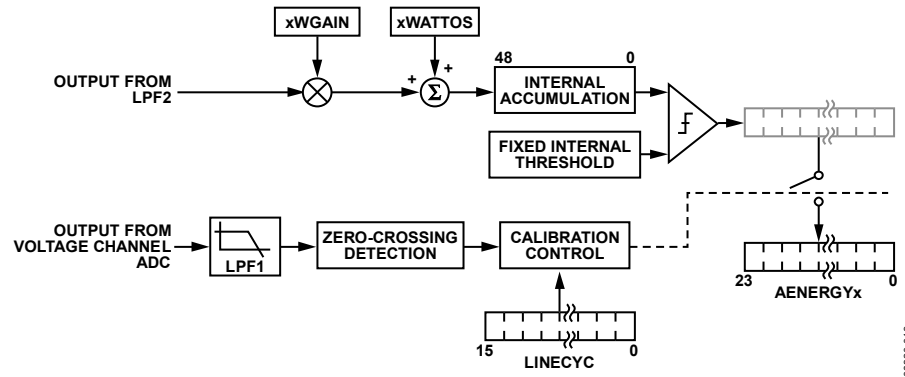 xWGAIN
xWATTOS
OUTPUT FROM
LPF2
+
+
Σ
48
0
INTERNAL
ACCUMULATION
FIXED INTERNAL
THRESHOLD
OUTPUT FROM
VOLTAGE CHANNEL
ADC
LPF1
ZERO-CROSSING
DETECTION
CALIBRATION
CONTROL
23
0
AENERGYx
15
0
LINECYC